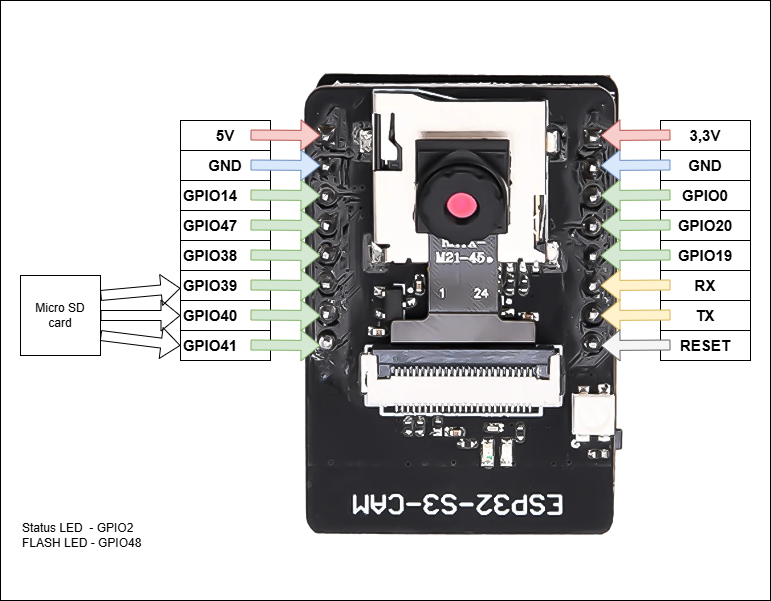 5V
GND
GPIO14
GPIO47
GPIO38
GPIO39
GPIO40
GPIO41
Micro SD
card
3,3V
GND
GPIO0
GPIO20
GPIO19
RX
TX
RESET
M21-45
1 24
ESP32-S3-CAM
Status LED - GPIO2
FLASH LED - GPIO48